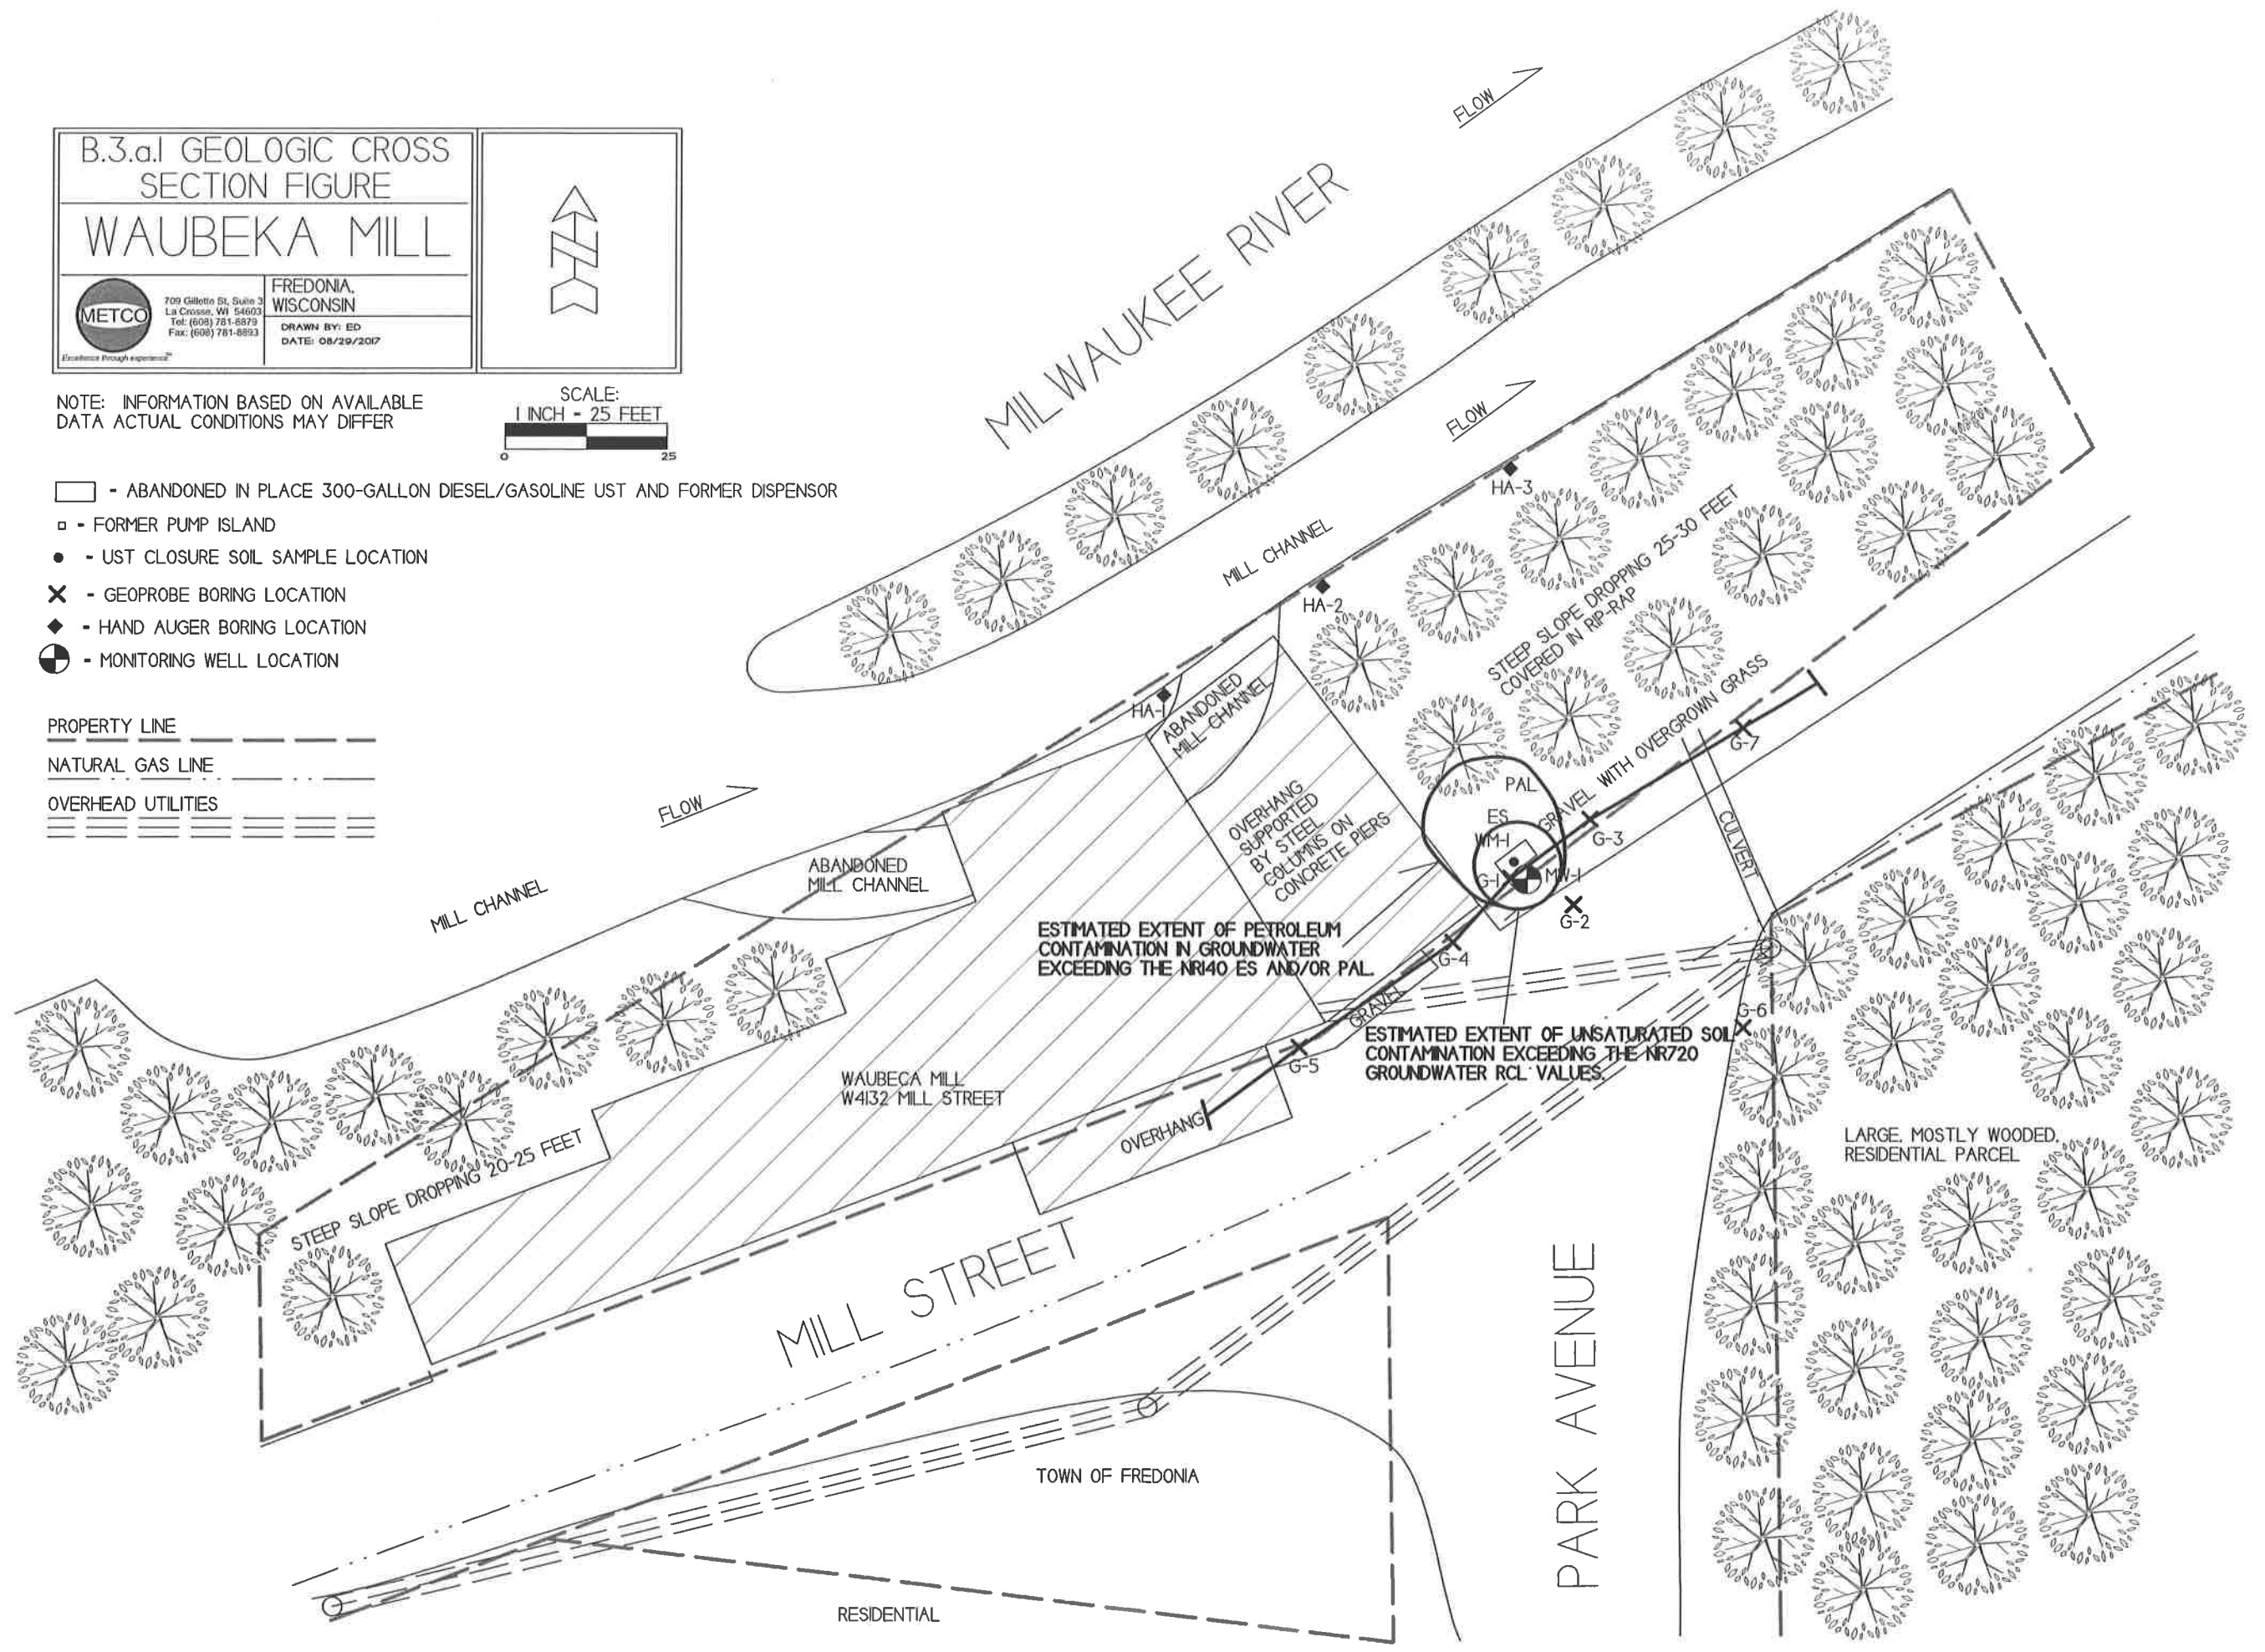 B.3.a.1 GEOLOGIC CROSS
SECTION FIGURE
WAUBEKA MILL
METCO
Excellence through experience™
709 Gillette St, Suite 3
La Crosse, WI 54603
Tel: (608) 781-8879
Fax: (608) 781-8893
FREDONIA,
WISCONSIN
DRAWN BY: ED
DATE: 08/29/2017
N
NOTE: INFORMATION BASED ON AVAILABLE
DATA ACTUAL CONDITIONS MAY DIFFER
SCALE:
1 INCH = 25 FEET
0 25
- ABANDONED IN PLACE 300-GALLON DIESEL/GASOLINE UST AND FORMER DISPENSOR
- FORMER PUMP ISLAND
- UST CLOSURE SOIL SAMPLE LOCATION
- GEOPROBE BORING LOCATION
- HAND AUGER BORING LOCATION
- MONITORING WELL LOCATION
PROPERTY LINE
NATURAL GAS LINE
OVERHEAD UTILITIES
FLOW
MILWAUKEE RIVER
FLOW
HA-3
MILL CHANNEL
HA-2
STEEP SLOPE DROPPING 25-30 FEET
COVERED IN RIP-RAP
HA-1
ABANDONED
MILL CHANNEL
GRAVEL WITH OVERGROWN GRASS
G-7
FLOW
PAL
ES
WM-1
G-3
G-1
MW-1
G-2
CULVERT
OVERHANG
SUPPORTED
BY STEEL
COLUMNS ON
CONCRETE PIERS
ABANDONED
MILL CHANNEL
MILL CHANNEL
ESTIMATED EXTENT OF PETROLEUM
CONTAMINATION IN GROUNDWATER
EXCEEDING THE NR140 ES AND/OR PAL.
G-4
GRAVEL
G-6
ESTIMATED EXTENT OF UNSATURATED SOIL
CONTAMINATION EXCEEDING THE NR720
GROUNDWATER RCL VALUES.
G-5
WAUBECA MILL
W4132 MILL STREET
OVERHANG
STEEP SLOPE DROPPING 20-25 FEET
LARGE, MOSTLY WOODED,
RESIDENTIAL PARCEL
MILL STREET
PARK AVENUE
TOWN OF FREDONIA
RESIDENTIAL